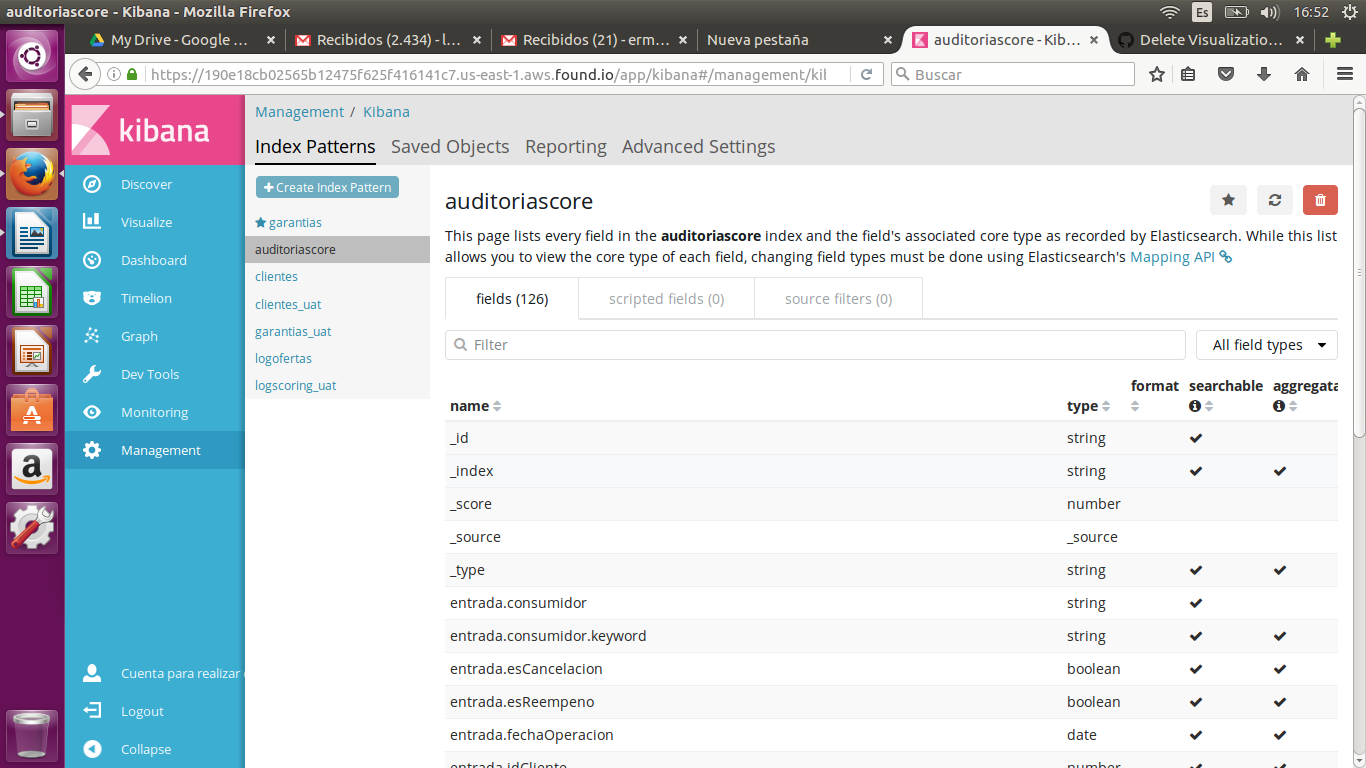 auditoriascore - Kibana - Mozilla Firefox
Es
16:52
My Drive - Google ...
Recibidos (2.434) - l...
Recibidos (21) - erm...
Nueva pestaña
auditoriascore - Kib...
Delete Visualizatio...
https://190e18cb02565b12475f625f416141c7.us-east-1.aws.found.io/app/kibana#/management/kil
Buscar
kibana
Discover
Visualize
Dashboard
Timelion
Graph
Dev Tools
Monitoring
Management
Cuenta para realizar
Logout
Collapse
Management / Kibana
Index Patterns Saved Objects Reporting Advanced Settings
Create Index Pattern
garantias
auditoriascore
clientes
clientes_uat
garantias_uat
logofertas
logscoring_uat
auditoriascore
This page lists every field in the auditoriascore index and the field's associated core type as recorded by Elasticsearch. While this list
allows you to view the core type of each field, changing field types must be done using Elasticsearch's Mapping API
fields (126) scripted fields (0) source filters (0)
Filter
All field types
name type format searchable aggregata
_id string
_index string
_score number
_source _source
_type string
entrada.consumidor string
entrada.consumidor.keyword string
entrada.esCancelacion boolean
entrada.esReempeno boolean
entrada.fechaOperacion date
entrada.idCliente number